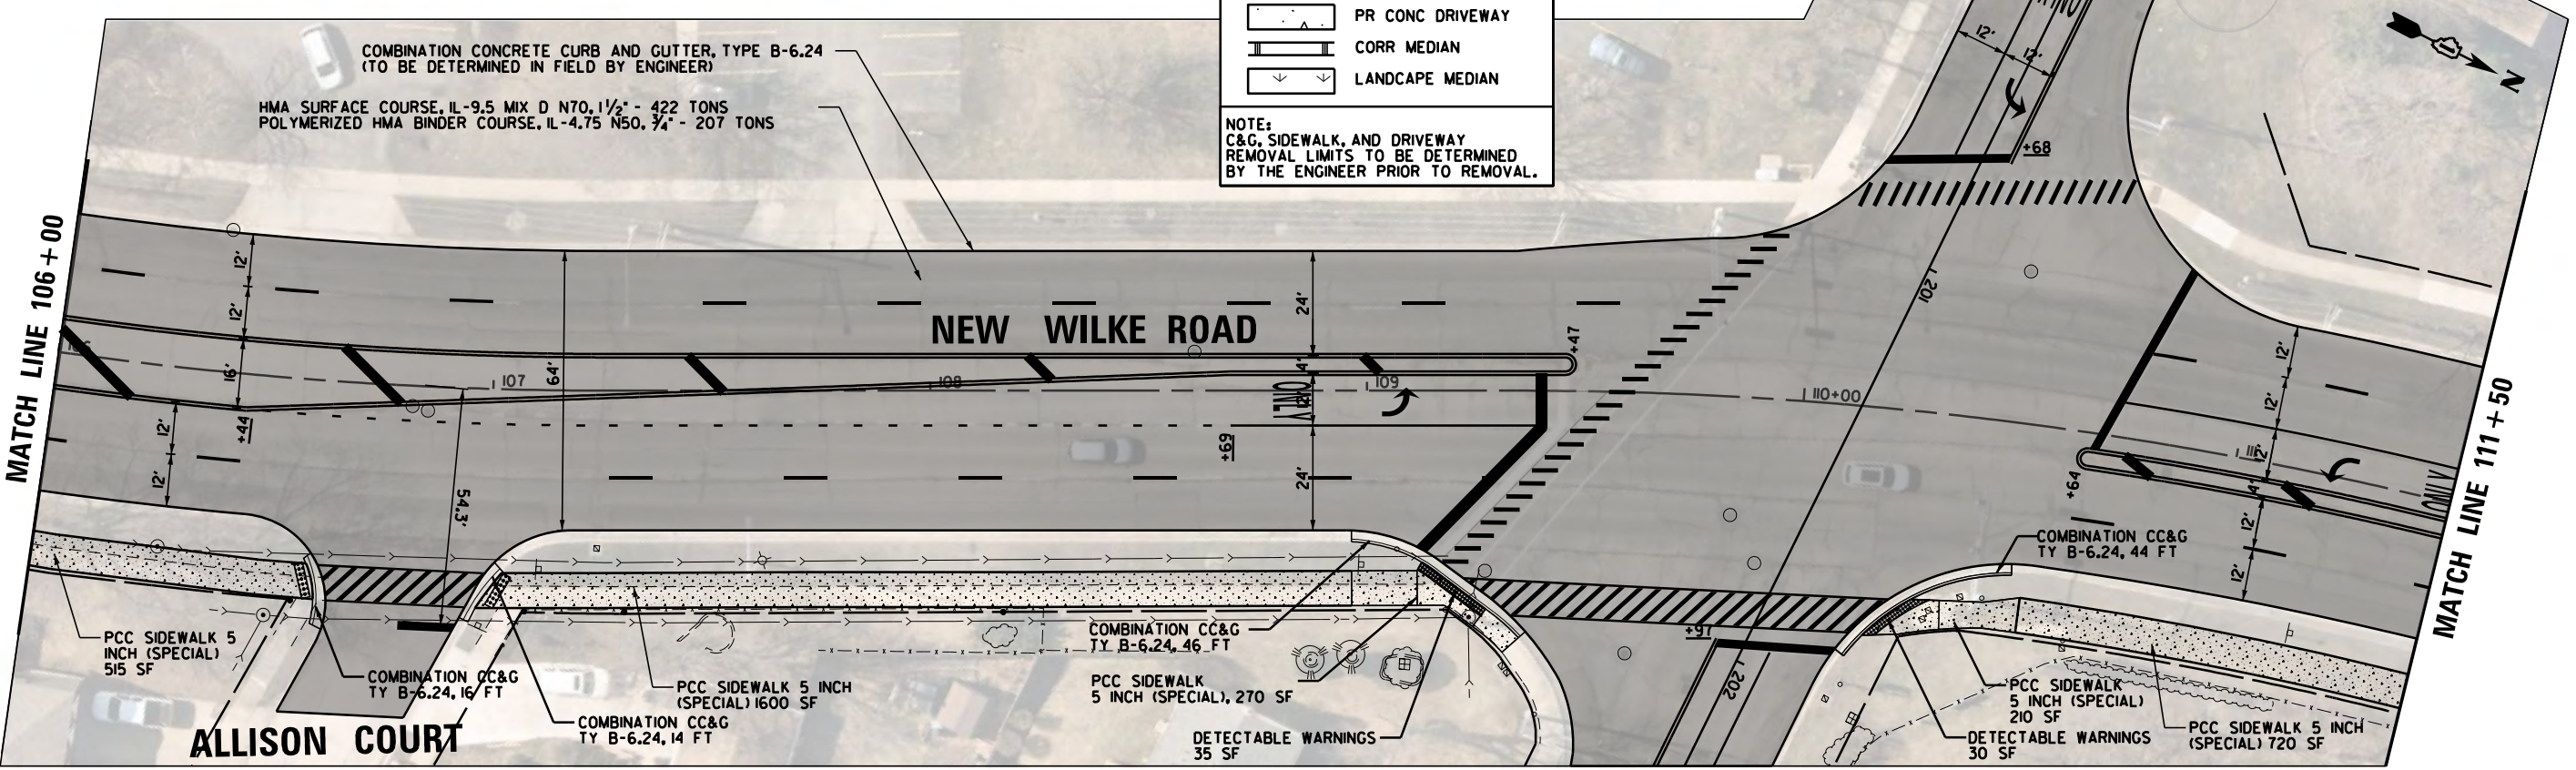 COMBINATION CONCRETE CURB AND GUTTER, TYPE B-6.24
(TO BE DETERMINED IN FIELD BY ENGINEER)
HMA SURFACE COURSE, IL-9.5 MIX D N70, 1½" - 422 TONS
POLYMERIZED HMA BINDER COURSE, IL-4.75 N50, ¾" - 207 TONS
PR CONC DRIVEWAY
CORR MEDIAN
LANDSCAPE MEDIAN
NOTE:
C&G, SIDEWALK, AND DRIVEWAY
REMOVAL LIMITS TO BE DETERMINED
BY THE ENGINEER PRIOR TO REMOVAL.
12'
12'
+68
N
MATCH LINE 106+00
12'
12'
16'
12'
12'
+44
106
107
64'
54.3'
NEW WILKE ROAD
108
24'
4'
12'
24'
ONLY
109
+47
+69
201
110+00
12'
12'
12'
4'
12'
12'
111
ONLY
+64
MATCH LINE 111+50
COMBINATION CC&G
TY B-6.24, 44 FT
PCC SIDEWALK 5
INCH (SPECIAL)
515 SF
COMBINATION CC&G
TY B-6.24, 16 FT
ALLISON COURT
COMBINATION CC&G
TY B-6.24, 14 FT
PCC SIDEWALK 5 INCH
(SPECIAL) 1600 SF
COMBINATION CC&G
TY B-6.24, 46 FT
PCC SIDEWALK
5 INCH (SPECIAL), 270 SF
DETECTABLE WARNINGS
35 SF
+97
202
PCC SIDEWALK
5 INCH (SPECIAL)
210 SF
DETECTABLE WARNINGS
30 SF
PCC SIDEWALK 5 INCH
(SPECIAL) 720 SF